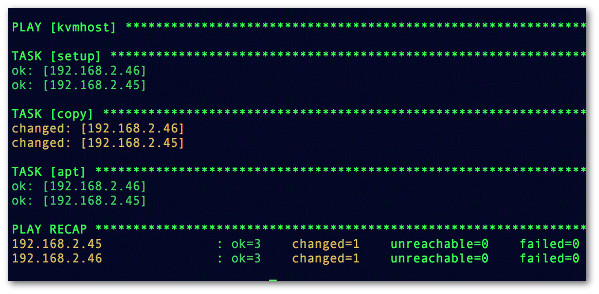 PLAY [kvmhost] **************************************************************
TASK [setup] ***************************************************************
ok: [192.168.2.46]
ok: [192.168.2.45]
TASK [copy] ****************************************************************
changed: [192.168.2.46]
changed: [192.168.2.45]
TASK [apt] *****************************************************************
ok: [192.168.2.46]
ok: [192.168.2.45]
PLAY RECAP *****************************************************************
192.168.2.45 : ok=3 changed=1 unreachable=0 failed=0
192.168.2.46 : ok=3 changed=1 unreachable=0 failed=0